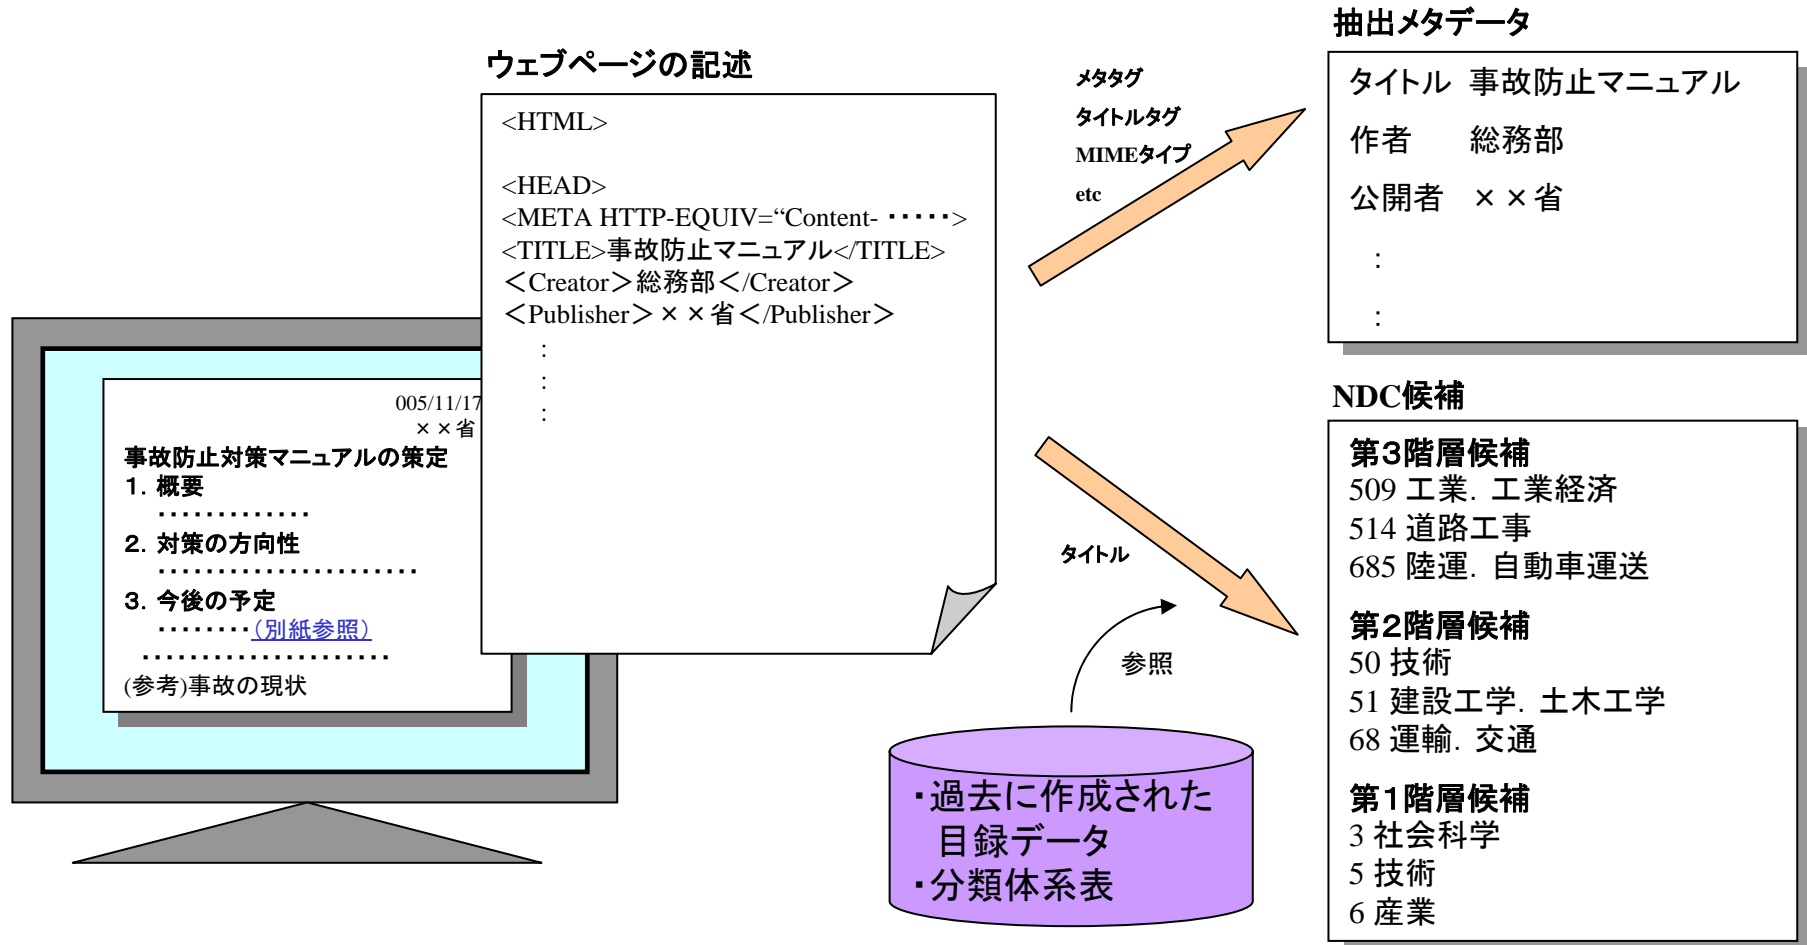 ウェブページの記述
<HTML>
<HEAD>
<META HTTP-EQUIV=“Content- ・・・・・>
<TITLE>事故防止マニュアル</TITLE>
＜Creator＞総務部＜/Creator＞
＜Publisher＞××省＜/Publisher＞
：
：
：
005/11/17
××省
事故防止対策マニュアルの策定
１．概要
・・・・・・・・・・・・・
２．対策の方向性
・・・・・・・・・・・・・・・・・・・・・・
３．今後の予定
・・・・・・・・（別紙参照）
・・・・・・・・・・・・・・・・・・・・・
(参考)事故の現状
メタタグ
タイトルタグ
MIMEタイプ
etc
タイトル
参照
・過去に作成された
目録データ
・分類体系表
抽出メタデータ
タイトル 事故防止マニュアル
作者 総務部
公開者 ××省
：
：
NDC候補
第３階層候補
509 工業．工業経済
514 道路工事
685 陸運．自動車運送
第２階層候補
50 技術
51 建設工学．土木工学
68 運輸．交通
第１階層候補
3 社会科学
5 技術
6 産業